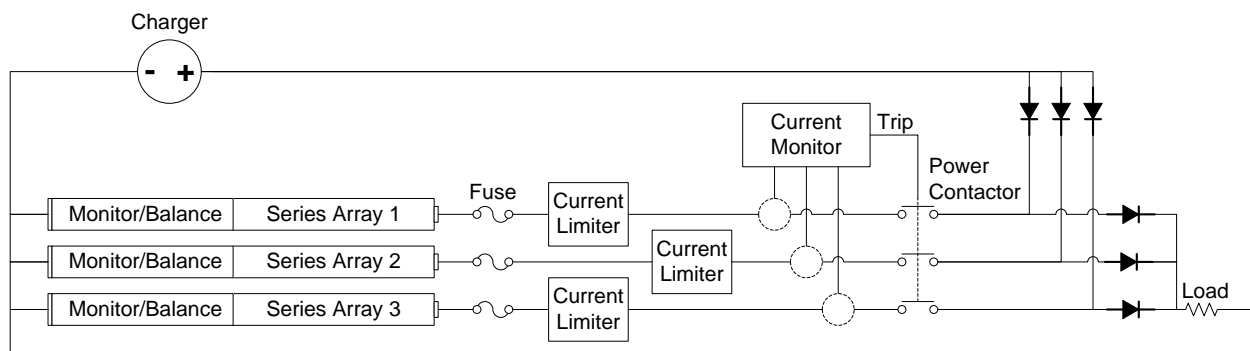 Charger
- +
Current
Monitor
Trip
Power
Contactor
Fuse
Monitor/Balance Series Array 1
Current
Limiter
Monitor/Balance Series Array 2
Current
Limiter
Monitor/Balance Series Array 3
Current
Limiter
Load